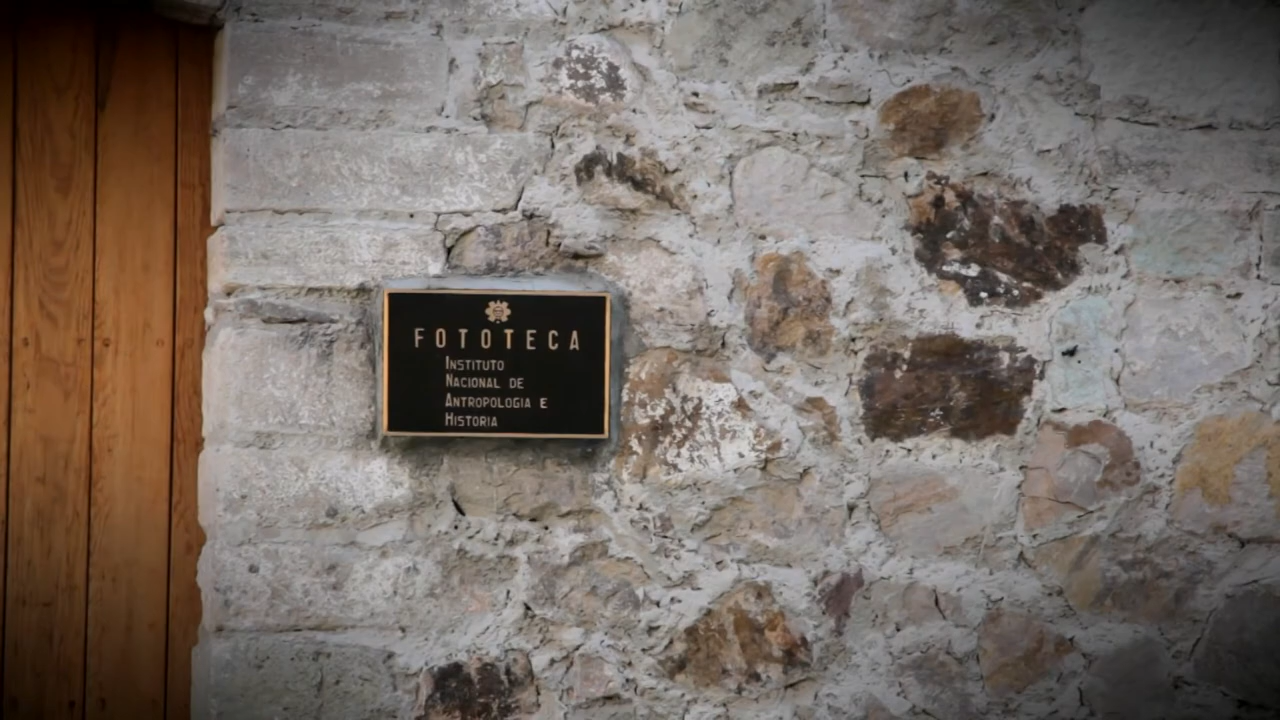 FOTOTECA
INSTITUTO
NACIONAL DE
ANTROPOLOGIA E
HISTORIA